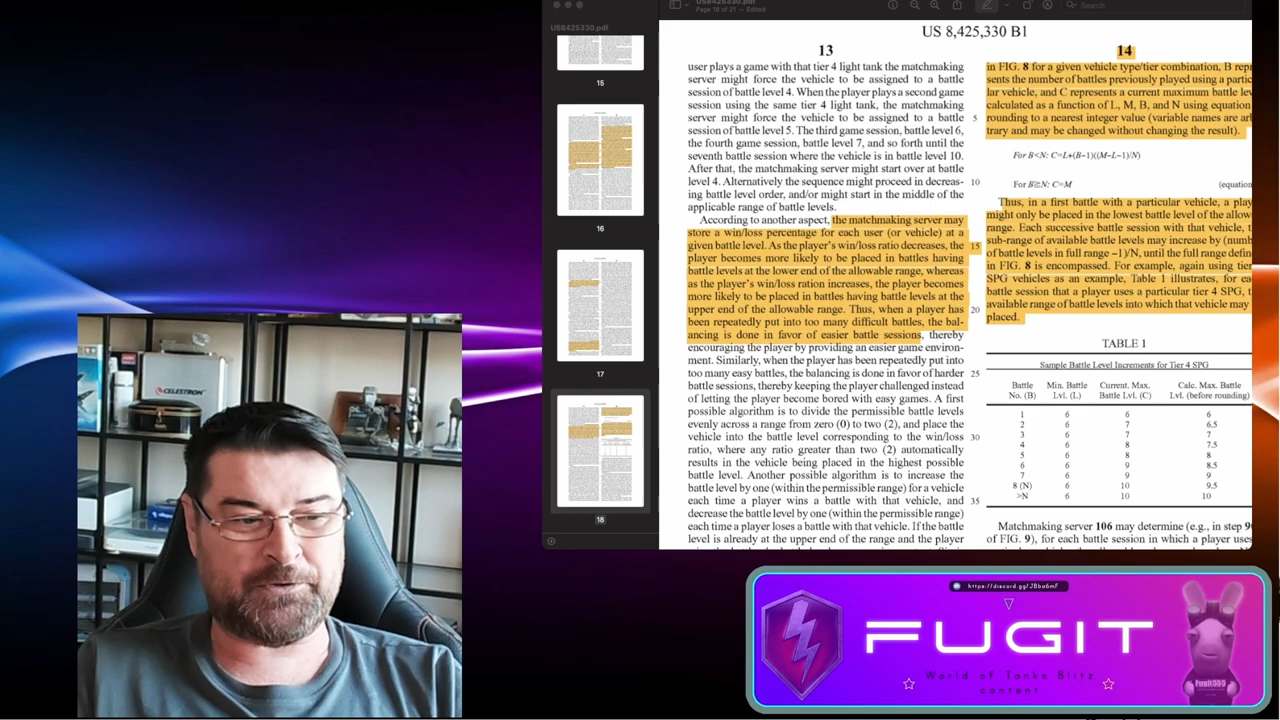 US8425330.pdf
Page 18 of 21 — Edited
Search
US8425330.pdf
15
16
17
18
CELESTRON
US 8,425,330 B1
13
user plays a game with that tier 4 light tank the matchmaking
server might force the vehicle to be assigned to a battle
session of battle level 4. When the player plays a second game
session using the same tier 4 light tank, the matchmaking
server might force the vehicle to be assigned to a battle
session of battle level 5. The third game session, battle level 6,
the fourth game session, battle level 7, and so forth until the
seventh battle session where the vehicle is in battle level 10.
After that, the matchmaking server might start over at battle
level 4. Alternatively the sequence might proceed in decreas-
ing battle level order, and/or might start in the middle of the
applicable range of battle levels.
According to another aspect, the matchmaking server may
store a win/loss percentage for each user (or vehicle) at a
given battle level. As the player's win/loss ratio decreases, the
player becomes more likely to be placed in battles having
battle levels at the lower end of the allowable range, whereas
as the player's win/loss ration increases, the player becomes
more likely to be placed in battles having battle levels at the
upper end of the allowable range. Thus, when a player has
been repeatedly put into too many difficult battles, the bal-
ancing is done in favor of easier battle sessions, thereby
encouraging the player by providing an easier game environ-
ment. Similarly, when the player has been repeatedly put into
too many easy battles, the balancing is done in favor of harder
battle sessions, thereby keeping the player challenged instead
of letting the player become bored with easy games. A first
possible algorithm is to divide the permissible battle levels
evenly across a range from zero (0) to two (2), and place the
vehicle into the battle level corresponding to the win/loss
ratio, where any ratio greater than two (2) automatically
results in the vehicle being placed in the highest possible
battle level. Another possible algorithm is to increase the
battle level by one (within the permissible range) for a vehicle
each time a player wins a battle with that vehicle, and
decrease the battle level by one (within the permissible range)
each time a player loses a battle with that vehicle. If the battle
level is already at the upper end of the range and the player
5
10
15
20
25
30
35
14
in FIG. 8 for a given vehicle type/tier combination, B repr
sents the number of battles previously played using a partic
lar vehicle, and C represents a current maximum battle lev
calculated as a function of L, M, B, and N using equation
rounding to a nearest integer value (variable names are arb
trary and may be changed without changing the result).
For B<N: C=L+(B−1)((M-L-1)/N)
For B≧N: C=M (equation
Thus, in a first battle with a particular vehicle, a play
might only be placed in the lowest battle level of the allowe
range. Each successive battle session with that vehicle, t
sub-range of available battle levels may increase by (numb
of battle levels in full range −1)/N, until the full range defin
in FIG. 8 is encompassed. For example, again using tier
SPG vehicles as an example, Table 1 illustrates, for ea
battle session that a player uses a particular tier 4 SPG, t
available range of battle levels into which that vehicle may
placed.
TABLE 1
Sample Battle Level Increments for Tier 4 SPG
Battle Min. Battle Current. Max. Calc. Max. Battle
No. (B) Lvl. (L) Battle Lvl. (C) Lvl. (before rounding)
1 6 6 6
2 6 7 6.5
3 6 7 7
4 6 8 7.5
5 6 8 8
6 6 9 8.5
7 6 9 9
8 (N) 6 10 9.5
>N 6 10 10
Matchmaking server 106 may determine (e.g., in step 9
of FIG. 9), for each battle session in which a player uses
FUGIT
World of Tanks Blitz
content